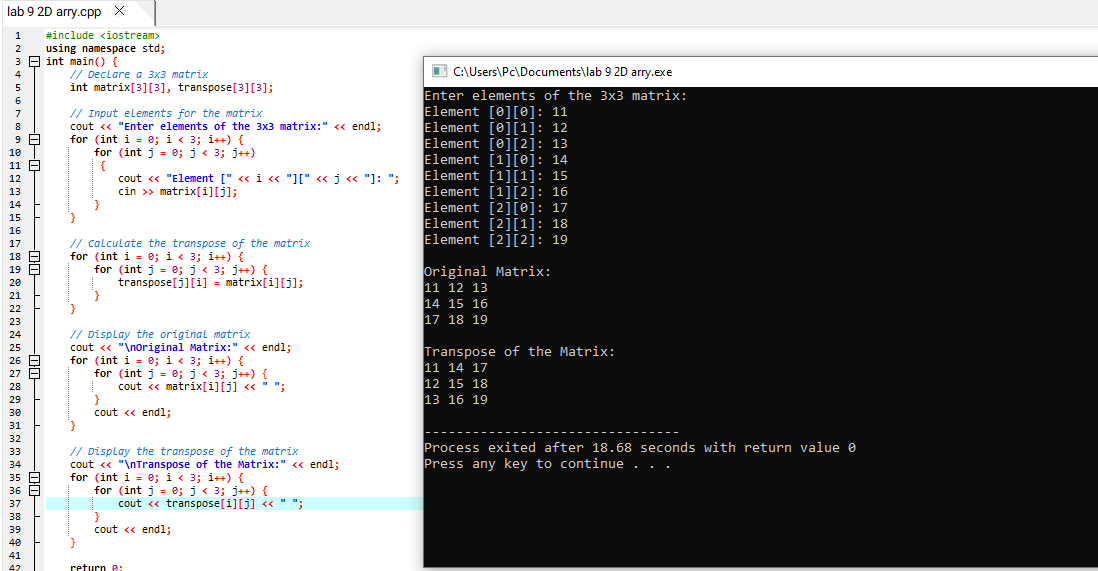 lab 9 2D arry.cpp ×
1 #include <iostream>
2 using namespace std;
3 int main() {
4 // Declare a 3x3 matrix
5 int matrix[3][3], transpose[3][3];
6
7 // Input elements for the matrix
8 cout << "Enter elements of the 3x3 matrix:" << endl;
9 for (int i = 0; i < 3; i++) {
10 for (int j = 0; j < 3; j++)
11 {
12 cout << "Element [" << i << "][" << j << "]: ";
13 cin >> matrix[i][j];
14 }
15 }
16
17 // Calculate the transpose of the matrix
18 for (int i = 0; i < 3; i++) {
19 for (int j = 0; j < 3; j++) {
20 transpose[j][i] = matrix[i][j];
21 }
22 }
23
24 // Display the original matrix
25 cout << "\nOriginal Matrix:" << endl;
26 for (int i = 0; i < 3; i++) {
27 for (int j = 0; j < 3; j++) {
28 cout << matrix[i][j] << " ";
29 }
30 cout << endl;
31 }
32
33 // Display the transpose of the matrix
34 cout << "\nTranspose of the Matrix:" << endl;
35 for (int i = 0; i < 3; i++) {
36 for (int j = 0; j < 3; j++) {
37 cout << transpose[i][j] << " ";
38 }
39 cout << endl;
40 }
41
42 return 0;
C:\Users\Pc\Documents\lab 9 2D arry.exe
Enter elements of the 3x3 matrix:
Element [0][0]: 11
Element [0][1]: 12
Element [0][2]: 13
Element [1][0]: 14
Element [1][1]: 15
Element [1][2]: 16
Element [2][0]: 17
Element [2][1]: 18
Element [2][2]: 19
Original Matrix:
11 12 13
14 15 16
17 18 19
Transpose of the Matrix:
11 14 17
12 15 18
13 16 19
--------------------------------
Process exited after 18.68 seconds with return value 0
Press any key to continue . . .